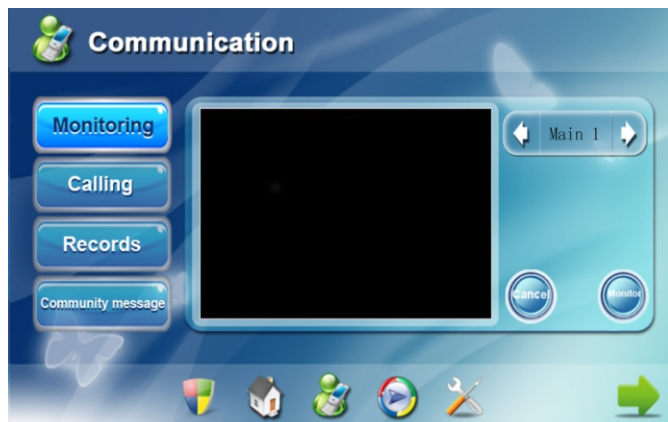 Communication
Monitoring
Main 1
Calling
Records
Community message
Cancel
Monitor